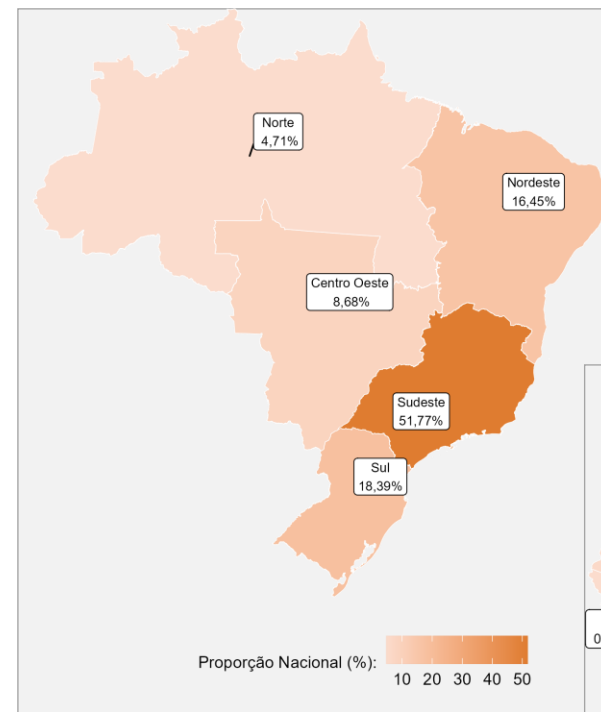 Norte
4,71%
Nordeste
16,45%
Centro Oeste
8,68%
Sudeste
51,77%
Sul
18,39%
0
Proporção Nacional (%):
10 20 30 40 50